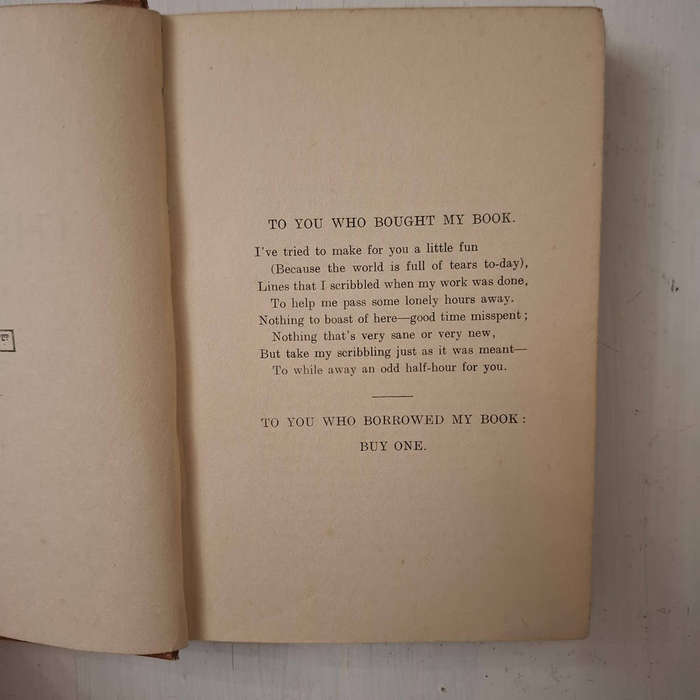 TO YOU WHO BOUGHT MY BOOK.
I've tried to make for you a little fun
(Because the world is full of tears to-day),
Lines that I scribbled when my work was done,
To help me pass some lonely hours away.
Nothing to boast of here—good time misspent;
Nothing that's very sane or very new,
But take my scribbling just as it was meant—
To while away an odd half-hour for you.
TO YOU WHO BORROWED MY BOOK:
BUY ONE.